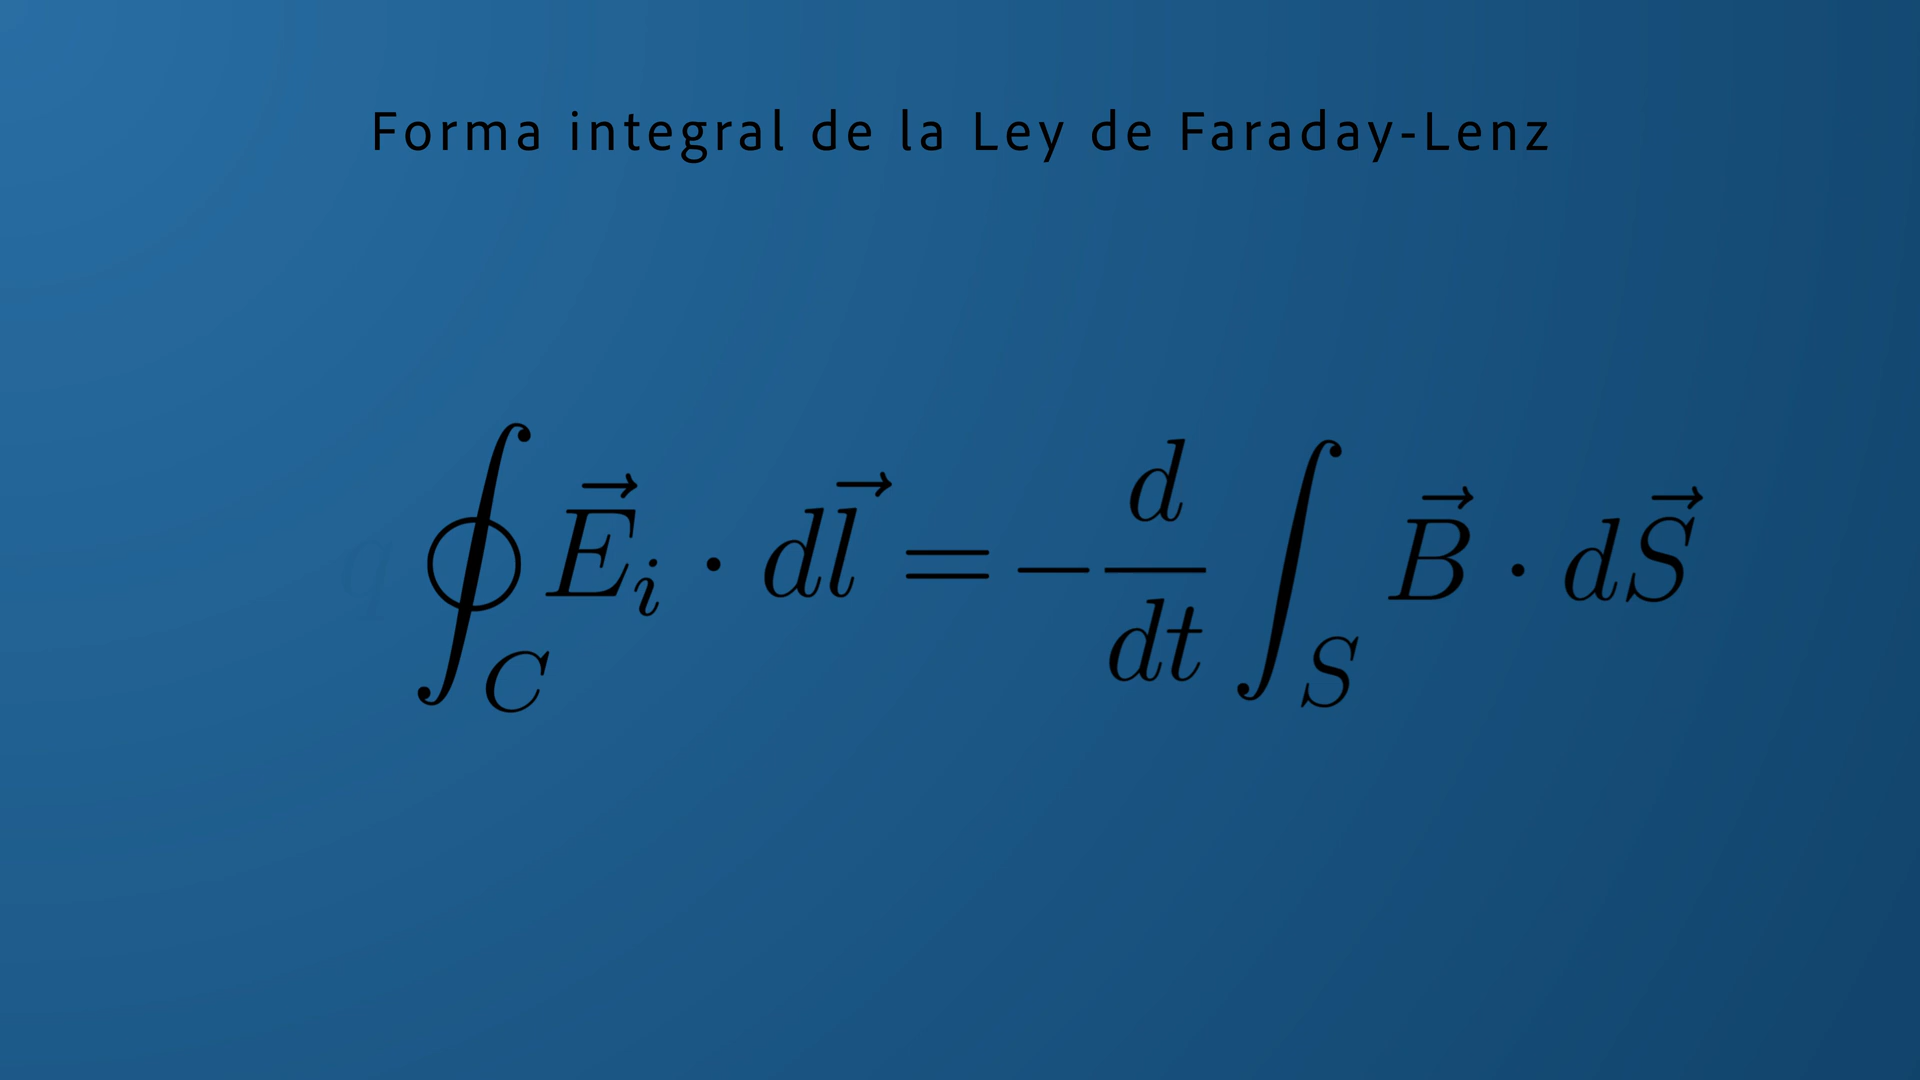 Forma integral de la Ley de Faraday-Lenz
q ∮_C E⃗_i · dl⃗ = − d/dt ∫_S B⃗ · dS⃗